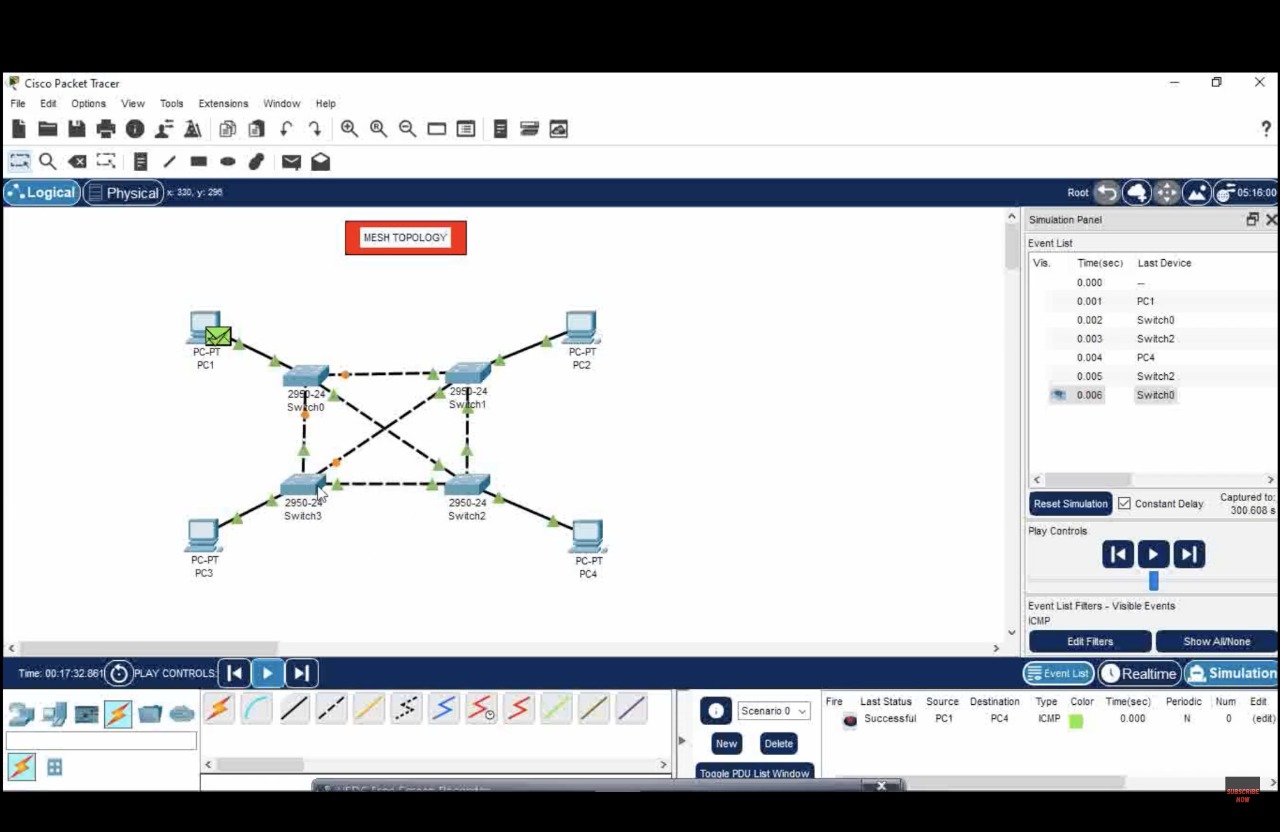 Cisco Packet Tracer
File Edit Options View Tools Extensions Window Help
?
Logical Physical x: 330, y: 296 Root 05:16:00
MESH TOPOLOGY
PC-PT
PC1
PC-PT
PC2
2950-24
Switch0
2950-24
Switch1
2950-24
Switch3
2950-24
Switch2
PC-PT
PC3
PC-PT
PC4
Simulation Panel
Event List
Vis. Time(sec) Last Device
0.000 --
0.001 PC1
0.002 Switch0
0.003 Switch2
0.004 PC4
0.005 Switch2
0.006 Switch0
Reset Simulation Constant Delay Captured to:
300.608 s
Play Controls
Event List Filters - Visible Events
ICMP
Edit Filters Show All/None
Time: 00:17:32.861 PLAY CONTROLS: Event List Realtime Simulation
Scenario 0
New Delete
Toggle PDU List Window
Fire Last Status Source Destination Type Color Time(sec) Periodic Num Edit
Successful PC1 PC4 ICMP 0.000 N 0 (edit)
SUBSCRIBE
NOW